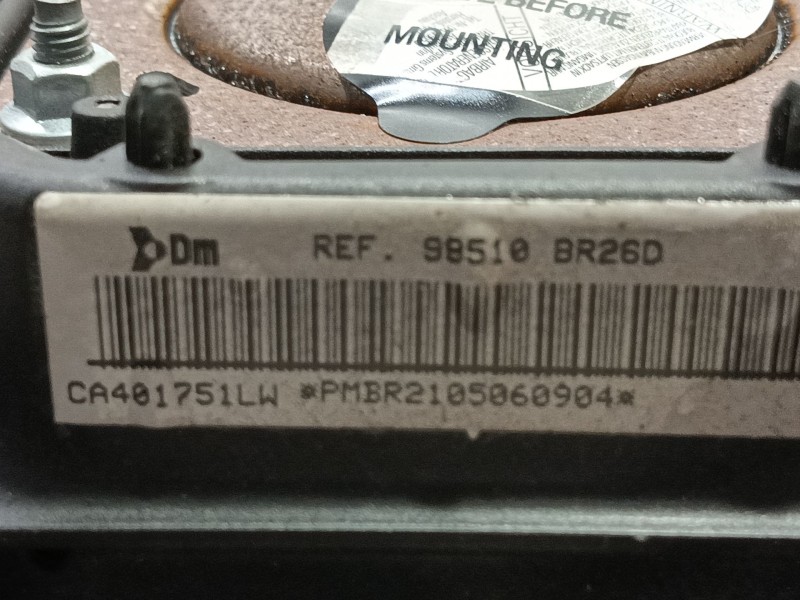 BEFORE
MOUNTING
Dm REF. 98510 BR26D
CA401751LW *PMBR2105060904*